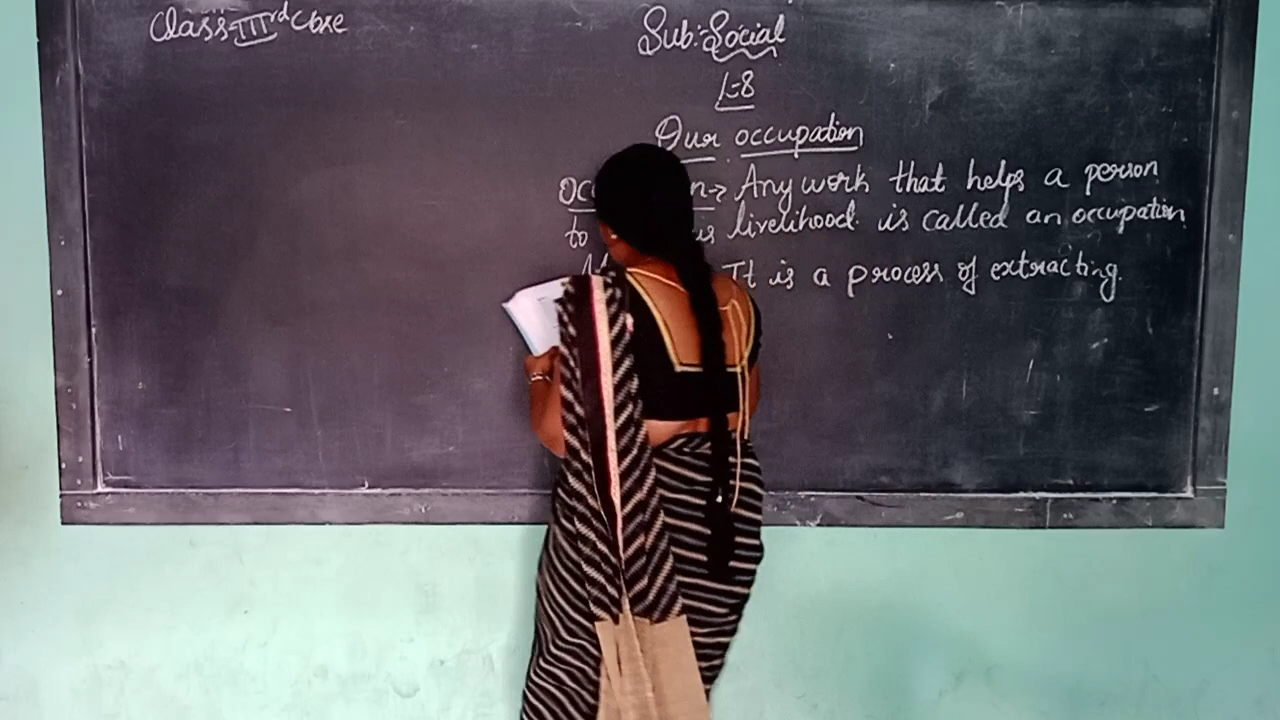 Class-IIIrd CBSE
Sub:-Social
L-8
Our occupation
Any work that helps a person
to livelihood is called an occupation
It is a process of extracting.